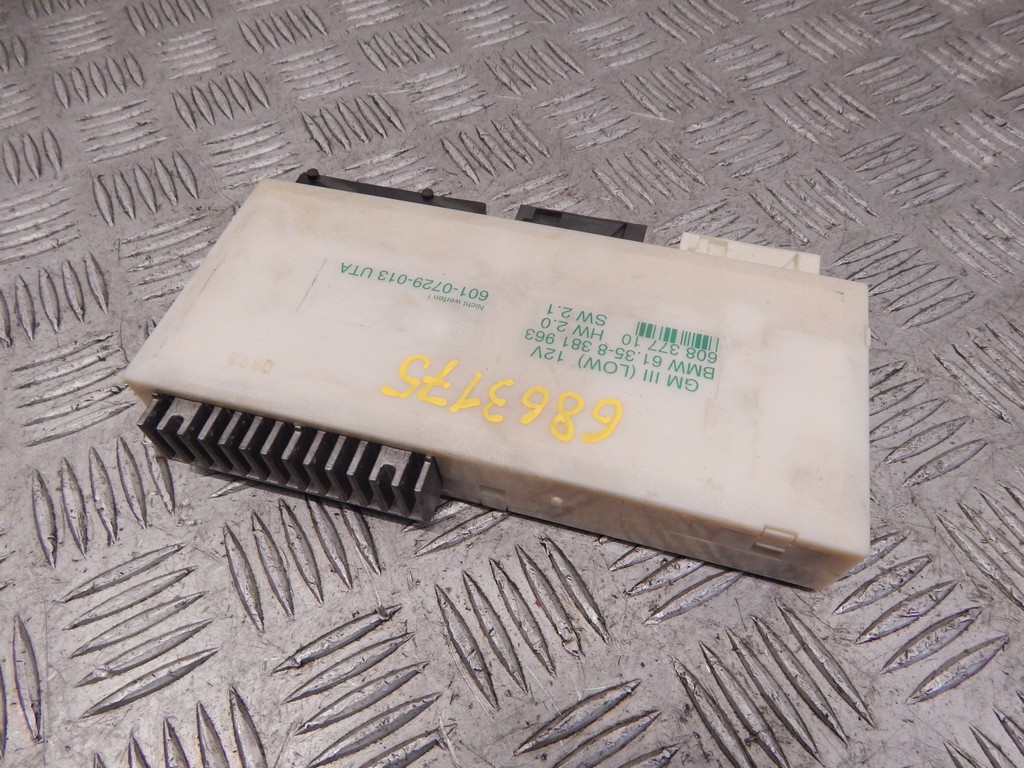 GM III (LOW) 12V
BMW 61.35-8 381 963
608 377 10 HW 2.0
SW 2.1
Nicht werfen !
601-0729-013 UTA
6863175